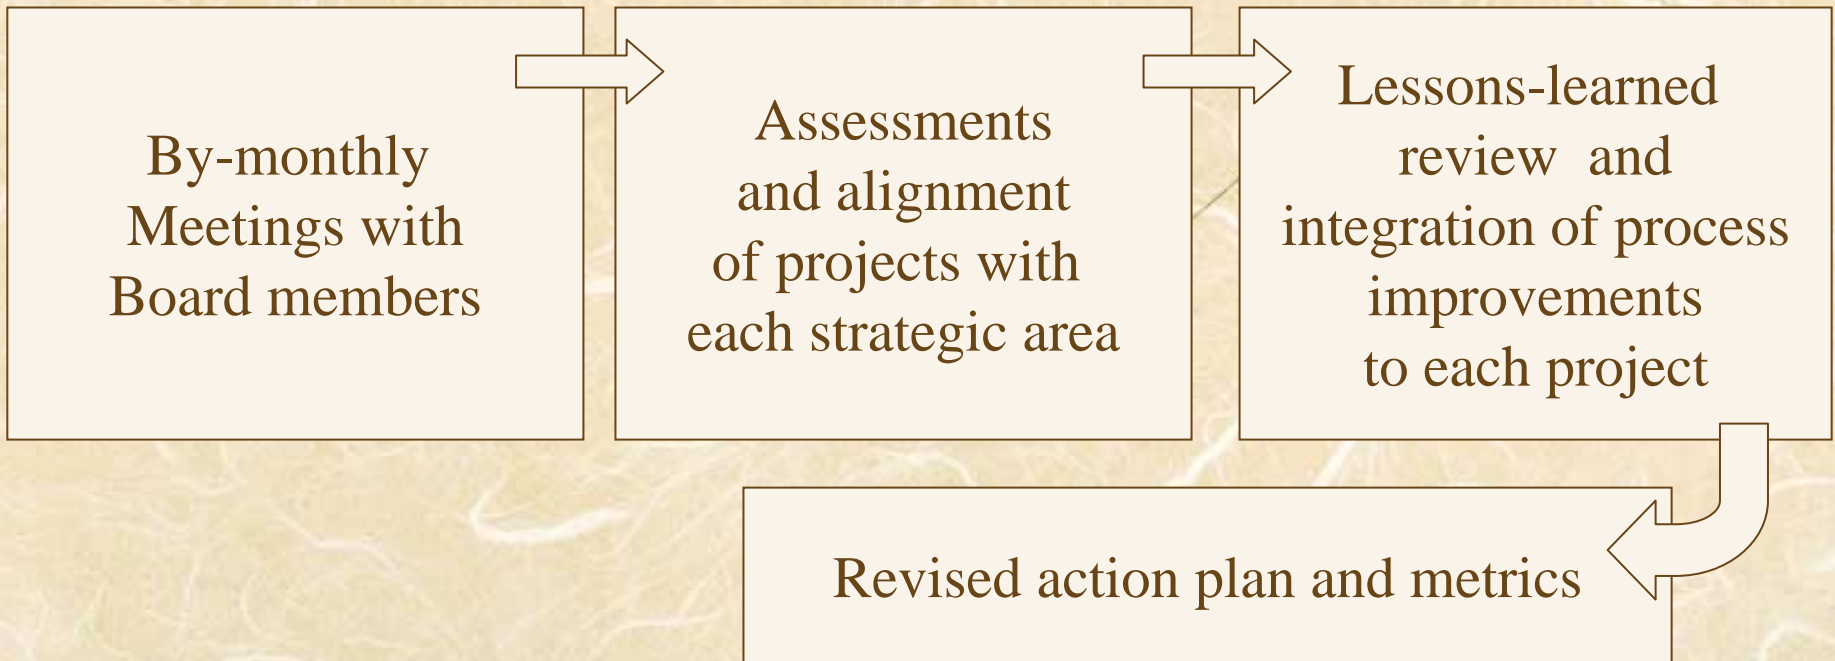 By-monthly
Meetings with
Board members
Assessments
and alignment
of projects with
each strategic area
Lessons-learned
review  and
integration of process
improvements
to each project
Revised action plan and metrics